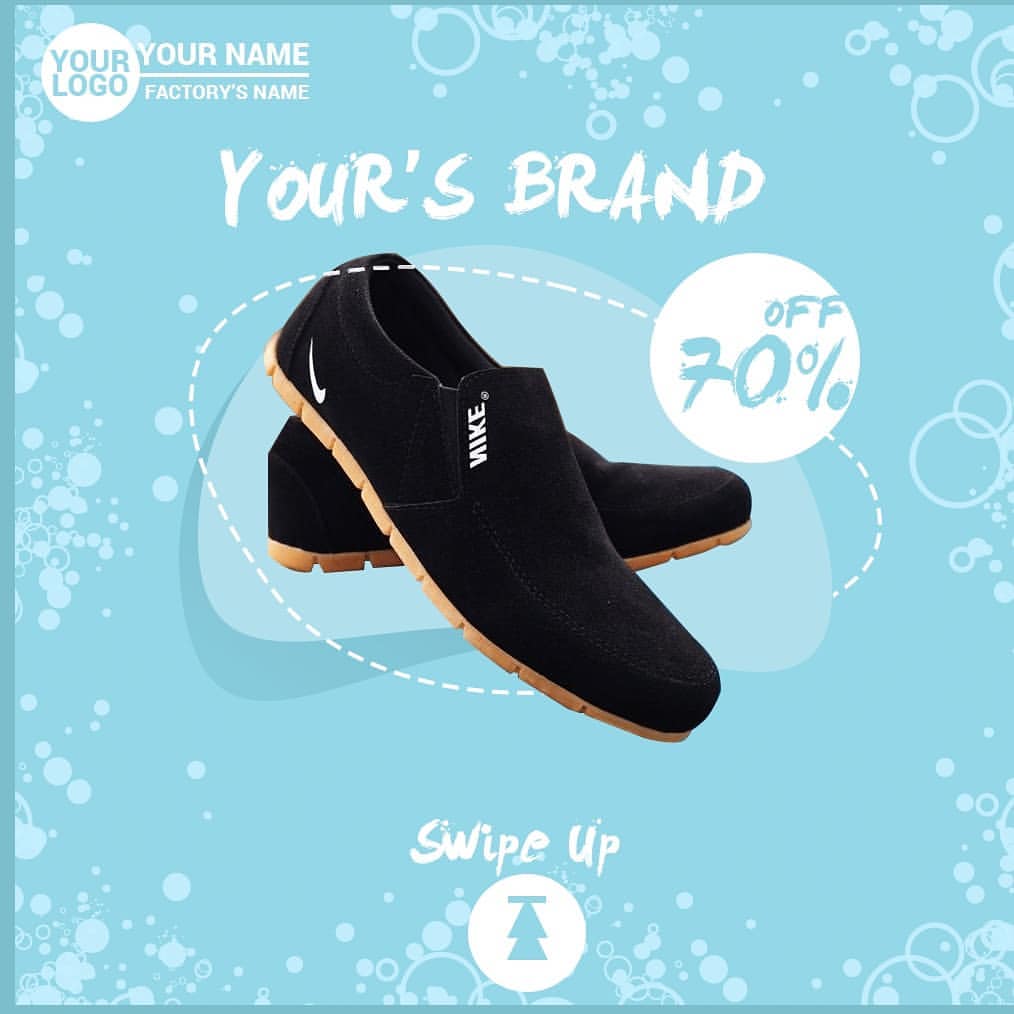 YOUR LOGO
YOUR NAME
FACTORY'S NAME
YOUR'S BRAND
OFF
70%
NIKE®
Swipe Up